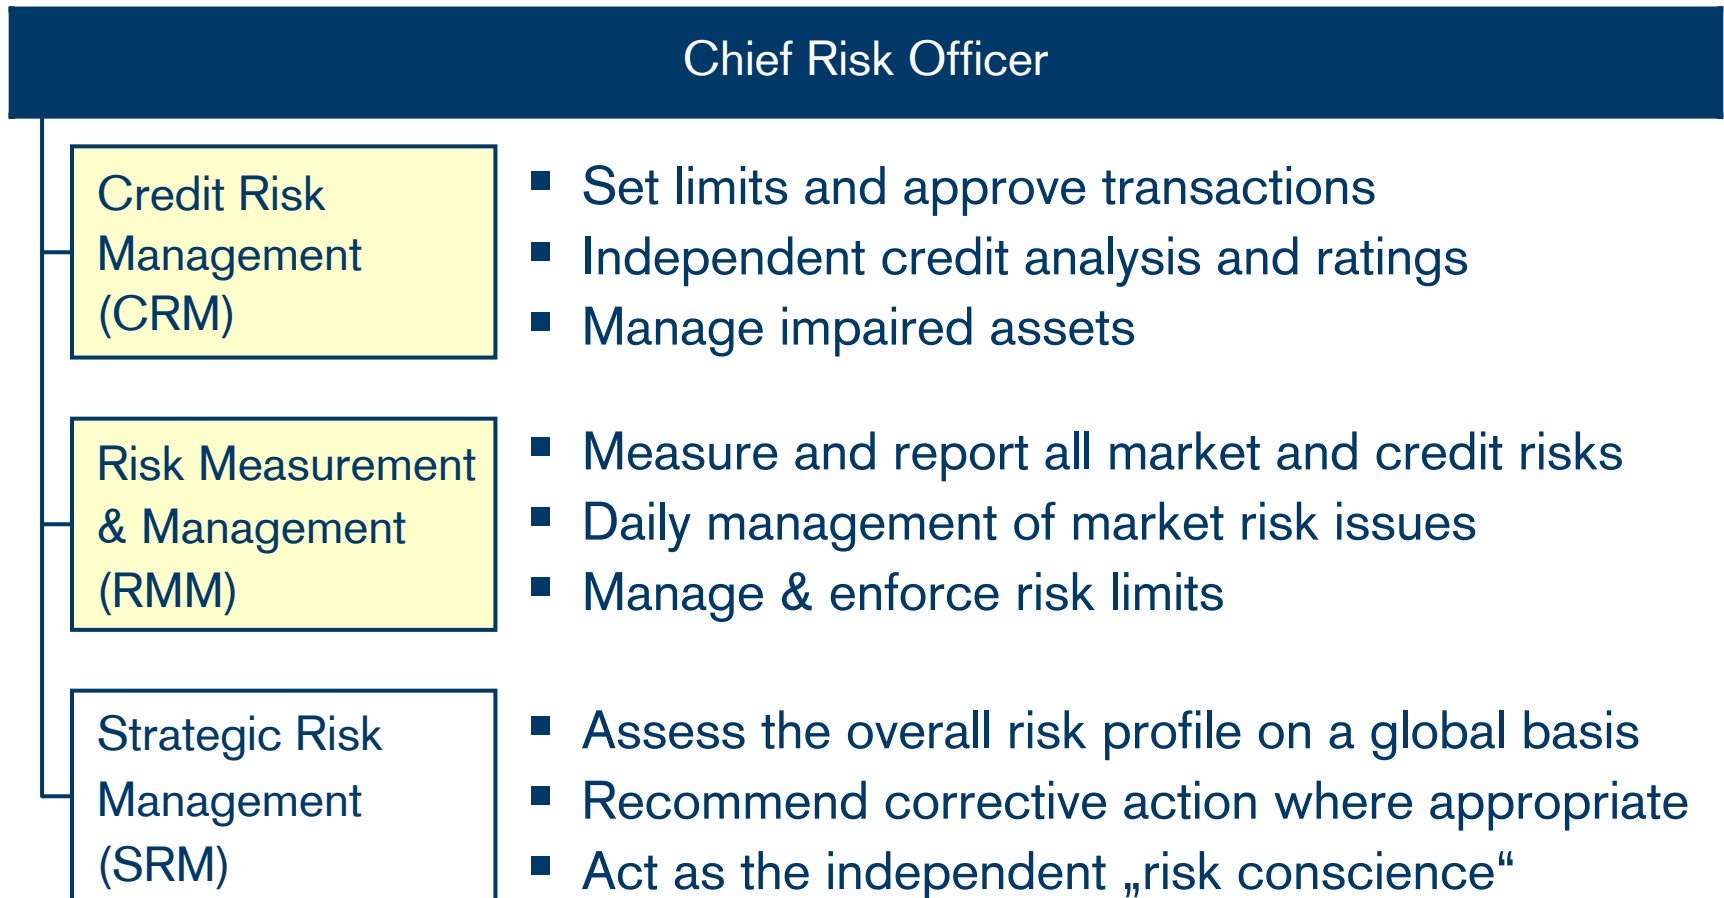 Chief Risk Officer
Credit Risk
Management
(CRM)
■ Set limits and approve transactions
■ Independent credit analysis and ratings
■ Manage impaired assets
Risk Measurement
& Management
(RMM)
■ Measure and report all market and credit risks
■ Daily management of market risk issues
■ Manage & enforce risk limits
Strategic Risk
Management
(SRM)
■ Assess the overall risk profile on a global basis
■ Recommend corrective action where appropriate
■ Act as the independent „risk conscience“